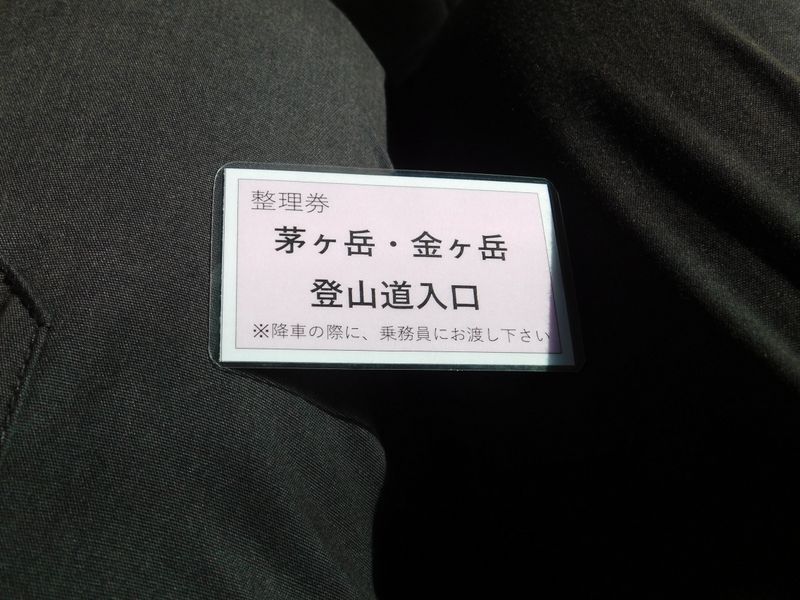 整理券
茅ヶ岳・金ヶ岳
登山道入口
※降車の際に、乗務員にお渡し下さい